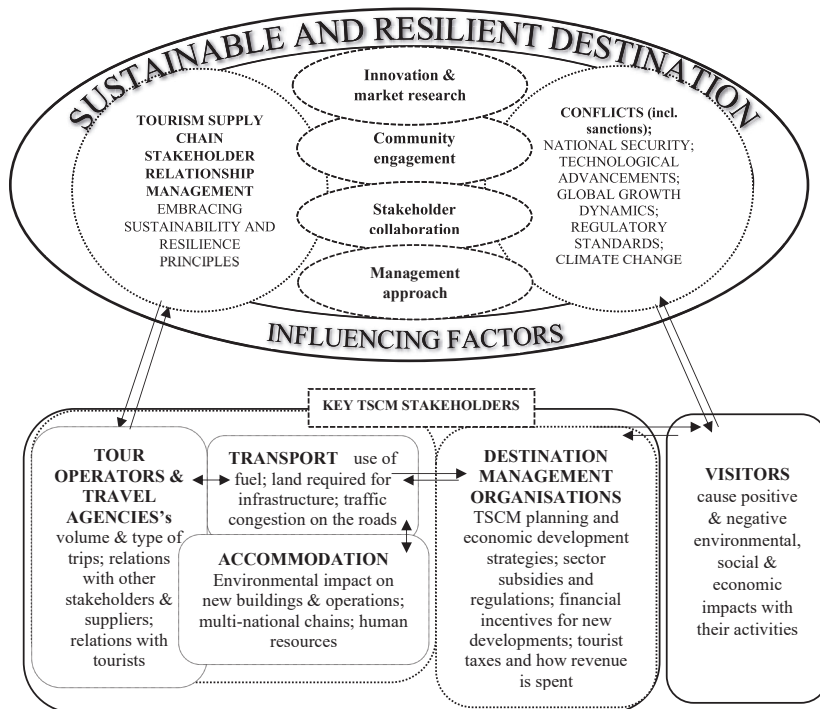 SUSTAINABLE AND RESILIENT DESTINATION
TOURISM SUPPLY
CHAIN
STAKEHOLDER
RELATIONSHIP
MANAGEMENT
EMBRACING
SUSTAINABILITY AND
RESILIENCE
PRINCIPLES
Innovation &
market research
Community
engagement
Stakeholder
collaboration
Management
approach
CONFLICTS (incl.
sanctions);
NATIONAL SECURITY;
TECHNOLOGICAL
ADVANCEMENTS;
GLOBAL GROWTH
DYNAMICS;
REGULATORY
STANDARDS;
CLIMATE CHANGE
INFLUENCING FACTORS
KEY TSCM STAKEHOLDERS
TOUR
OPERATORS &
TRAVEL
AGENCIES's
volume & type of
trips; relations
with other
stakeholders &
suppliers;
relations with
tourists
TRANSPORT use of
fuel; land required for
infrastructure; traffic
congestion on the roads
ACCOMMODATION
Environmental impact on
new buildings & operations;
multi-national chains; human
resources
DESTINATION
MANAGEMENT
ORGANISATIONS
TSCM planning and
economic development
strategies; sector
subsidies and
regulations; financial
incentives for new
developments; tourist
taxes and how revenue
is spent
VISITORS
cause positive
& negative
environmental,
social &
economic
impacts with
their activities